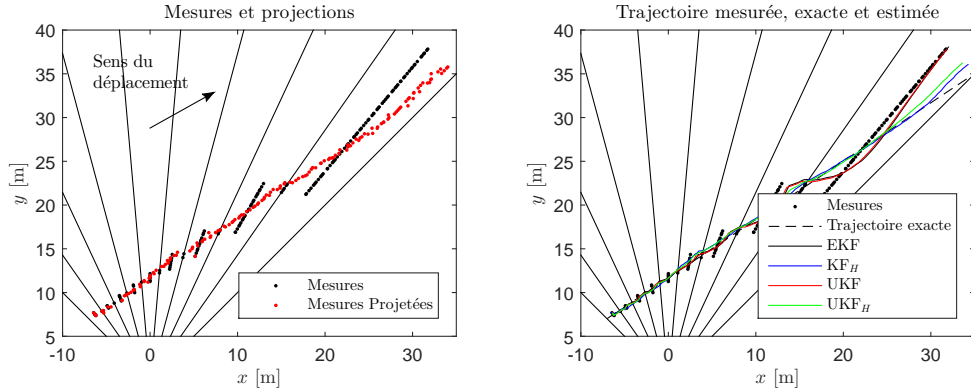 Mesures et projections
40
35
30
25
20
15
10
5
y [m]
Sens du
déplacement
Mesures
Mesures Projetées
-10
0
10
20
30
x [m]
Trajectoire mesurée, exacte et estimée
40
35
30
25
20
15
10
5
y [m]
Mesures
Trajectoire exacte
EKF
KF_H
UKF
UKF_H
-10
0
10
20
30
x [m]